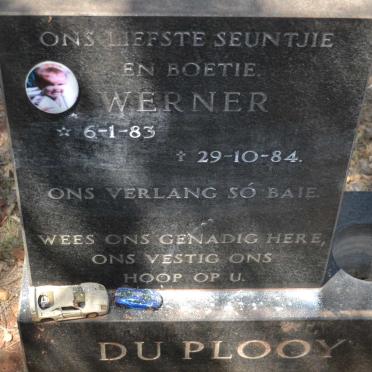 ONS LIEFSTE SEUNTJIE
EN BOETIE.
WERNER
☆ 6-1-83
✝ 29-10-84.
ONS VERLANG SÓ BAIE.
WEES ONS GENADIG HERE,
ONS VESTIG ONS
HOOP OP U.
DU PLOOY